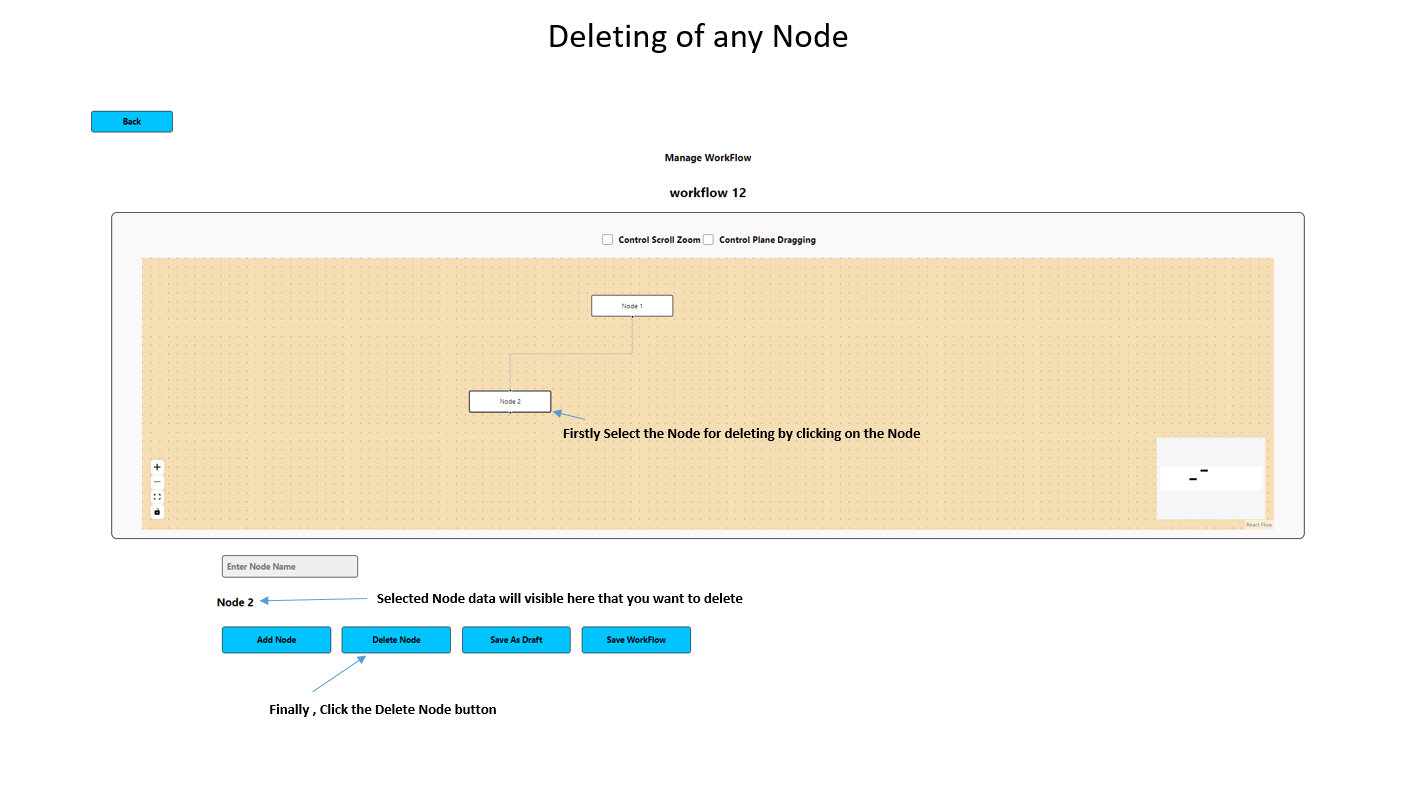 Deleting of any Node
Back
Manage WorkFlow
workflow 12
Control Scroll Zoom Control Plane Dragging
Node 1
Node 2
Firstly Select the Node for deleting by clicking on the Node
React Flow
Enter Node Name
Node 2 Selected Node data will visible here that you want to delete
Add Node Delete Node Save As Draft Save WorkFlow
Finally , Click the Delete Node button